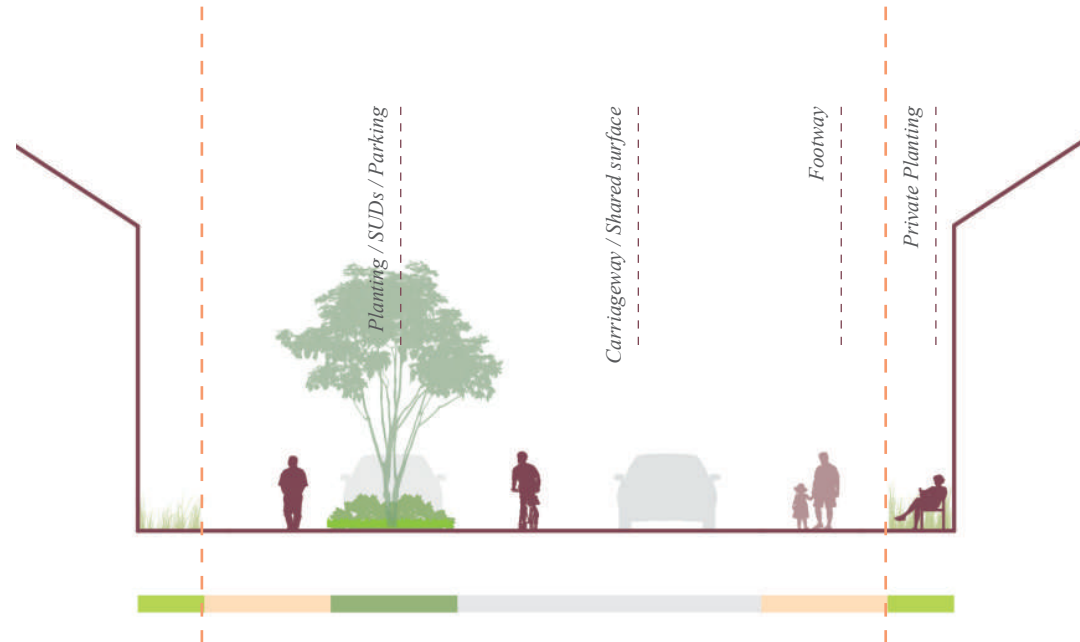 Planting / SUDs / Parking
Carriageway / Shared surface
Footway
Private Planting